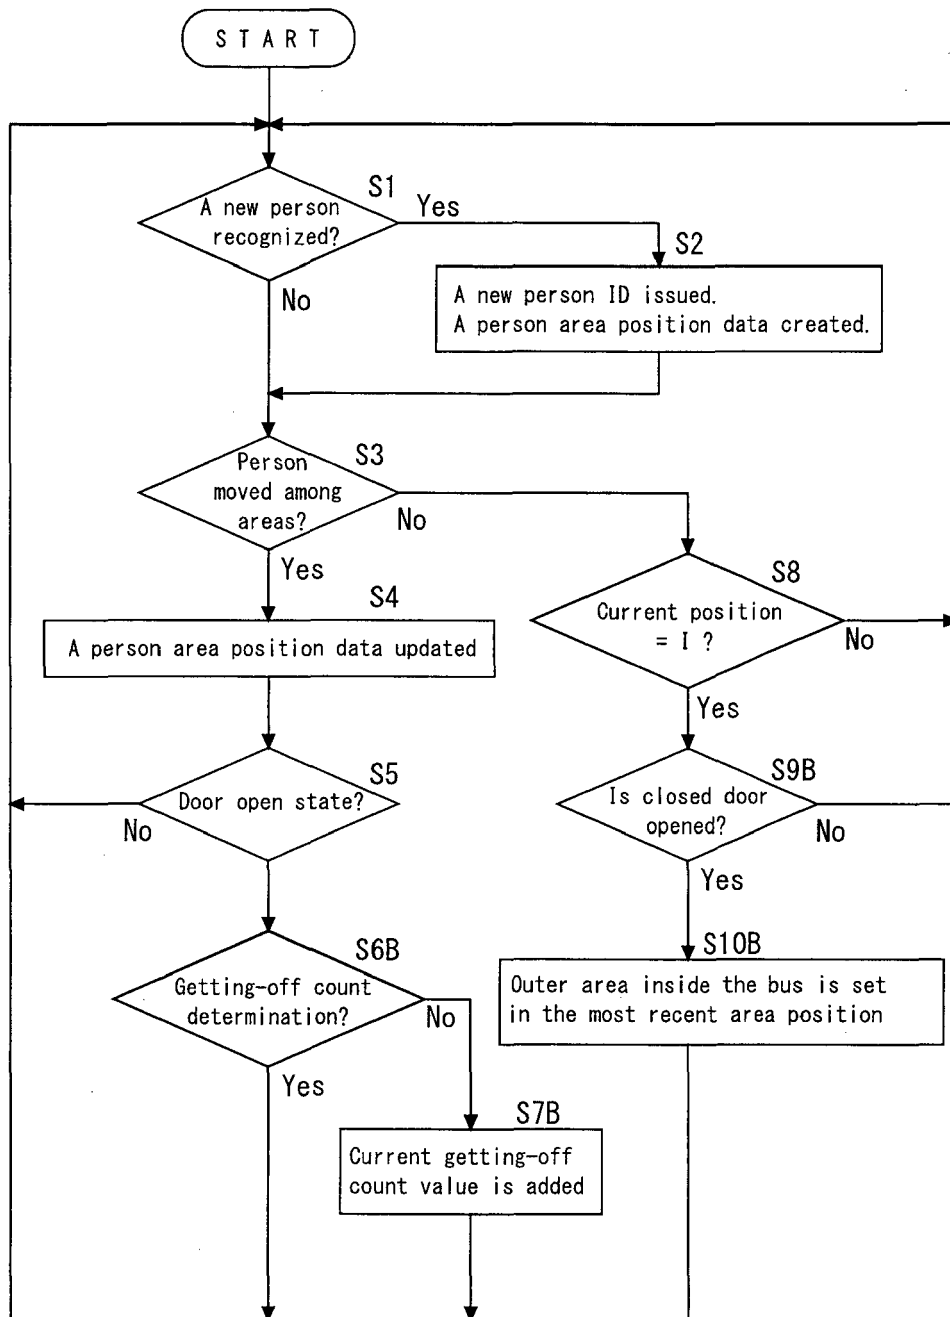 START
S1
A new person
recognized?
Yes
No
S2
A new person ID issued.
A person area position data created.
S3
Person
moved among
areas?
No
Yes
S4
A person area position data updated
S8
Current position
= I ?
No
Yes
S5
Door open state?
No
S9B
Is closed door
opened?
No
Yes
S6B
Getting-off count
determination?
No
Yes
S10B
Outer area inside the bus is set
in the most recent area position
S7B
Current getting-off
count value is added